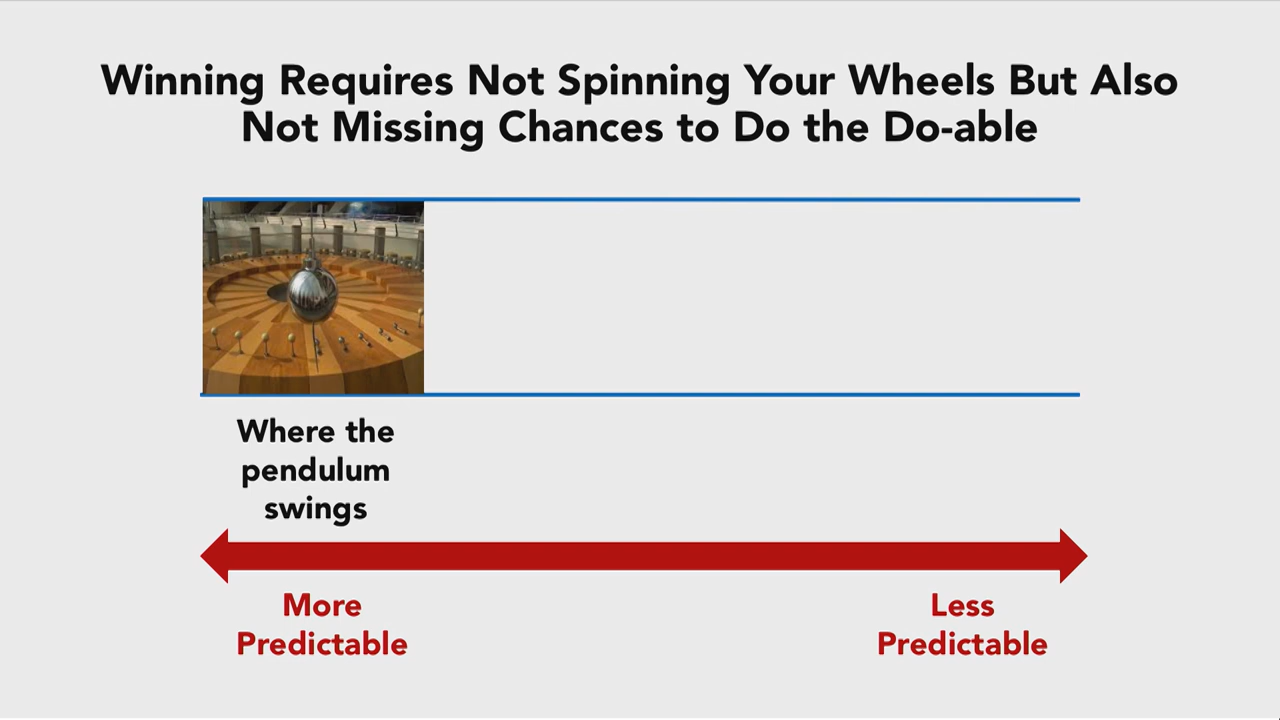 Winning Requires Not Spinning Your Wheels But Also
Not Missing Chances to Do the Do-able
Where the
pendulum
swings
More
Predictable
Less
Predictable